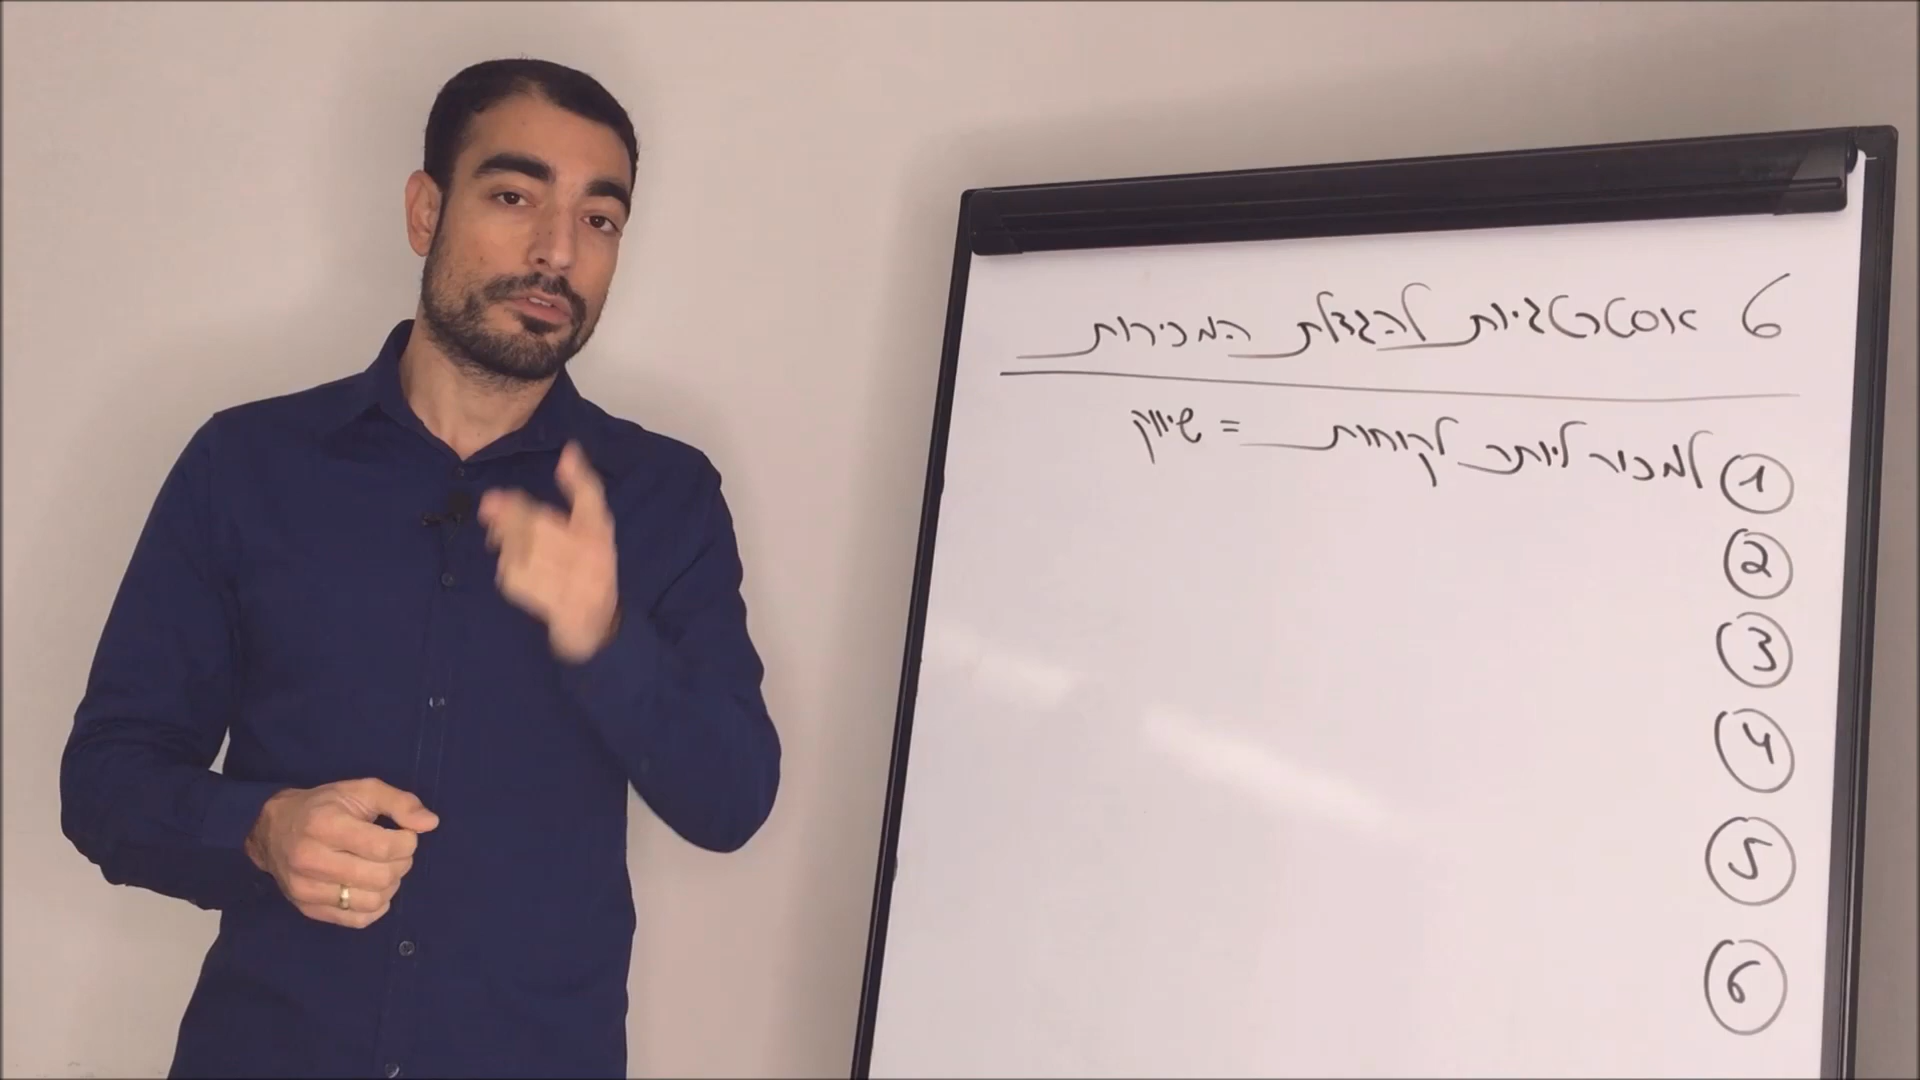 6 אסטרטגיות להגדלת המכירות
① למכור ליותר לקוחות = שיווק
②
③
④
⑤
⑥